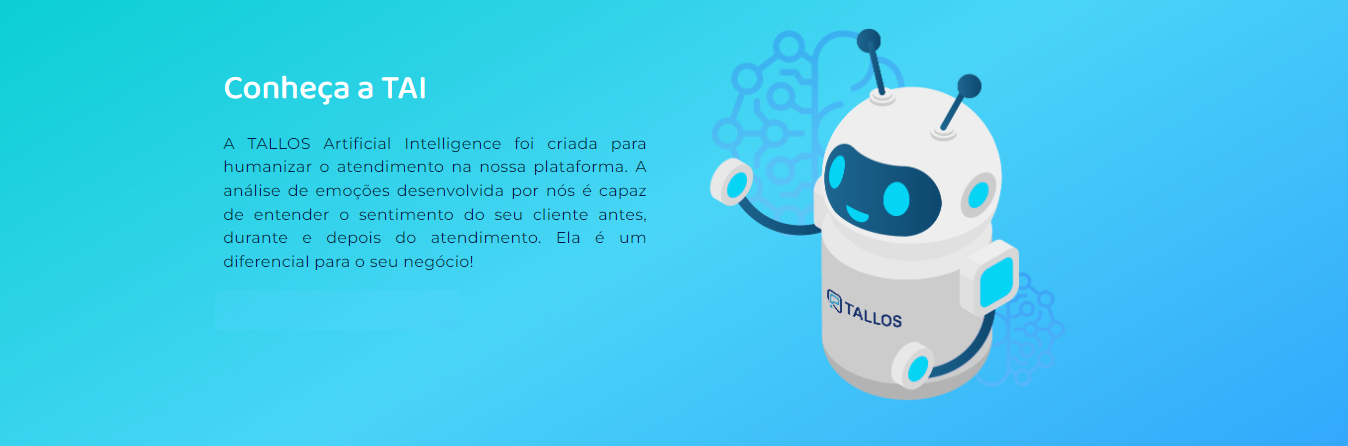 Conheça a TAI
A TALLOS Artificial Intelligence foi criada para
humanizar o atendimento na nossa plataforma. A
análise de emoções desenvolvida por nós é capaz
de entender o sentimento do seu cliente antes,
durante e depois do atendimento. Ela é um
diferencial para o seu negócio!
TALLOS